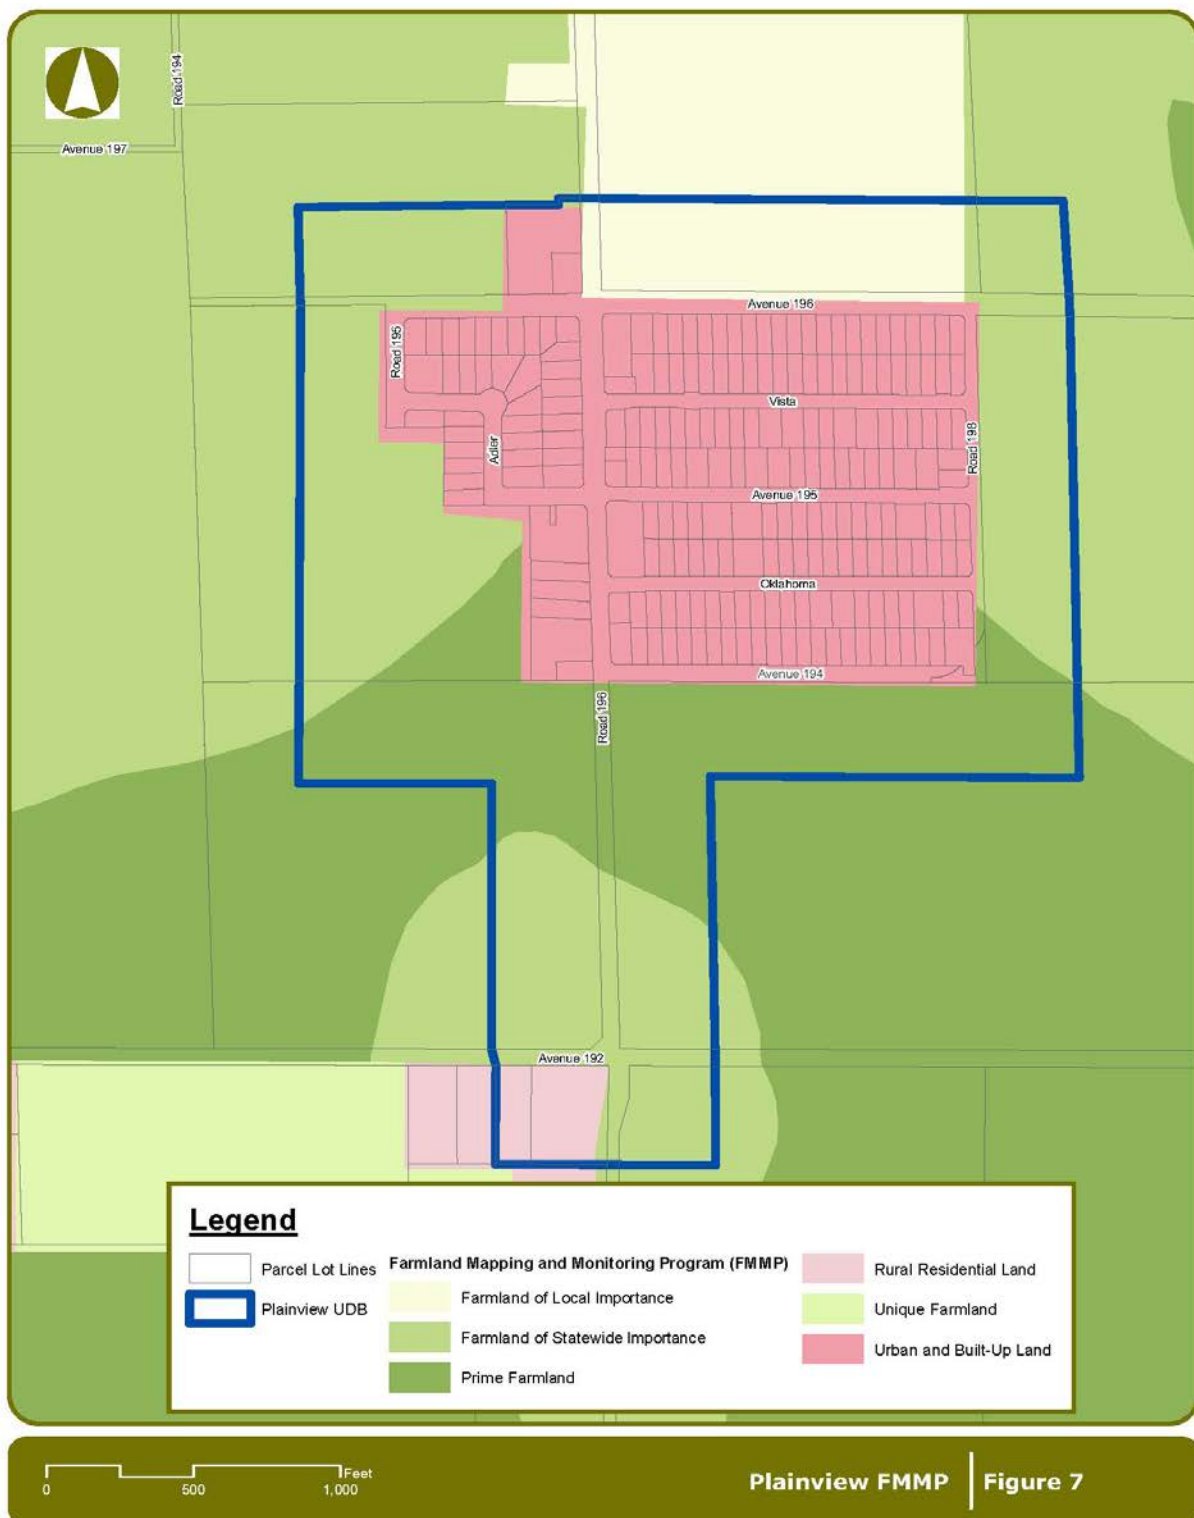 Road 194
Avenue 197
Avenue 196
Road 195
Vista
Adler
Road 198
Avenue 195
Oklahoma
Avenue 194
Road 196
Avenue 192
Legend
Parcel Lot Lines
Plainview UDB
Farmland Mapping and Monitoring Program (FMMP)
Farmland of Local Importance
Farmland of Statewide Importance
Prime Farmland
Rural Residential Land
Unique Farmland
Urban and Built-Up Land
Feet
0 500 1,000
Plainview FMMP Figure 7